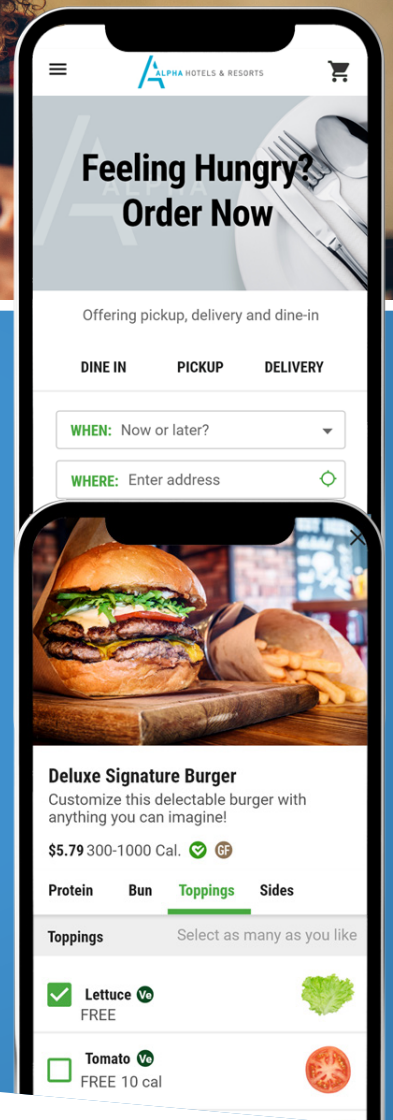 ALPHA HOTELS & RESORTS
ALPHA
Feeling Hungry?
Order Now
Offering pickup, delivery and dine-in
DINE IN PICKUP DELIVERY
WHEN: Now or later?
WHERE: Enter address
Deluxe Signature Burger
Customize this delectable burger with
anything you can imagine!
$5.79 300-1000 Cal. GF
Protein Bun Toppings Sides
Toppings Select as many as you like
Lettuce Ve
FREE
Tomato Ve
FREE 10 cal